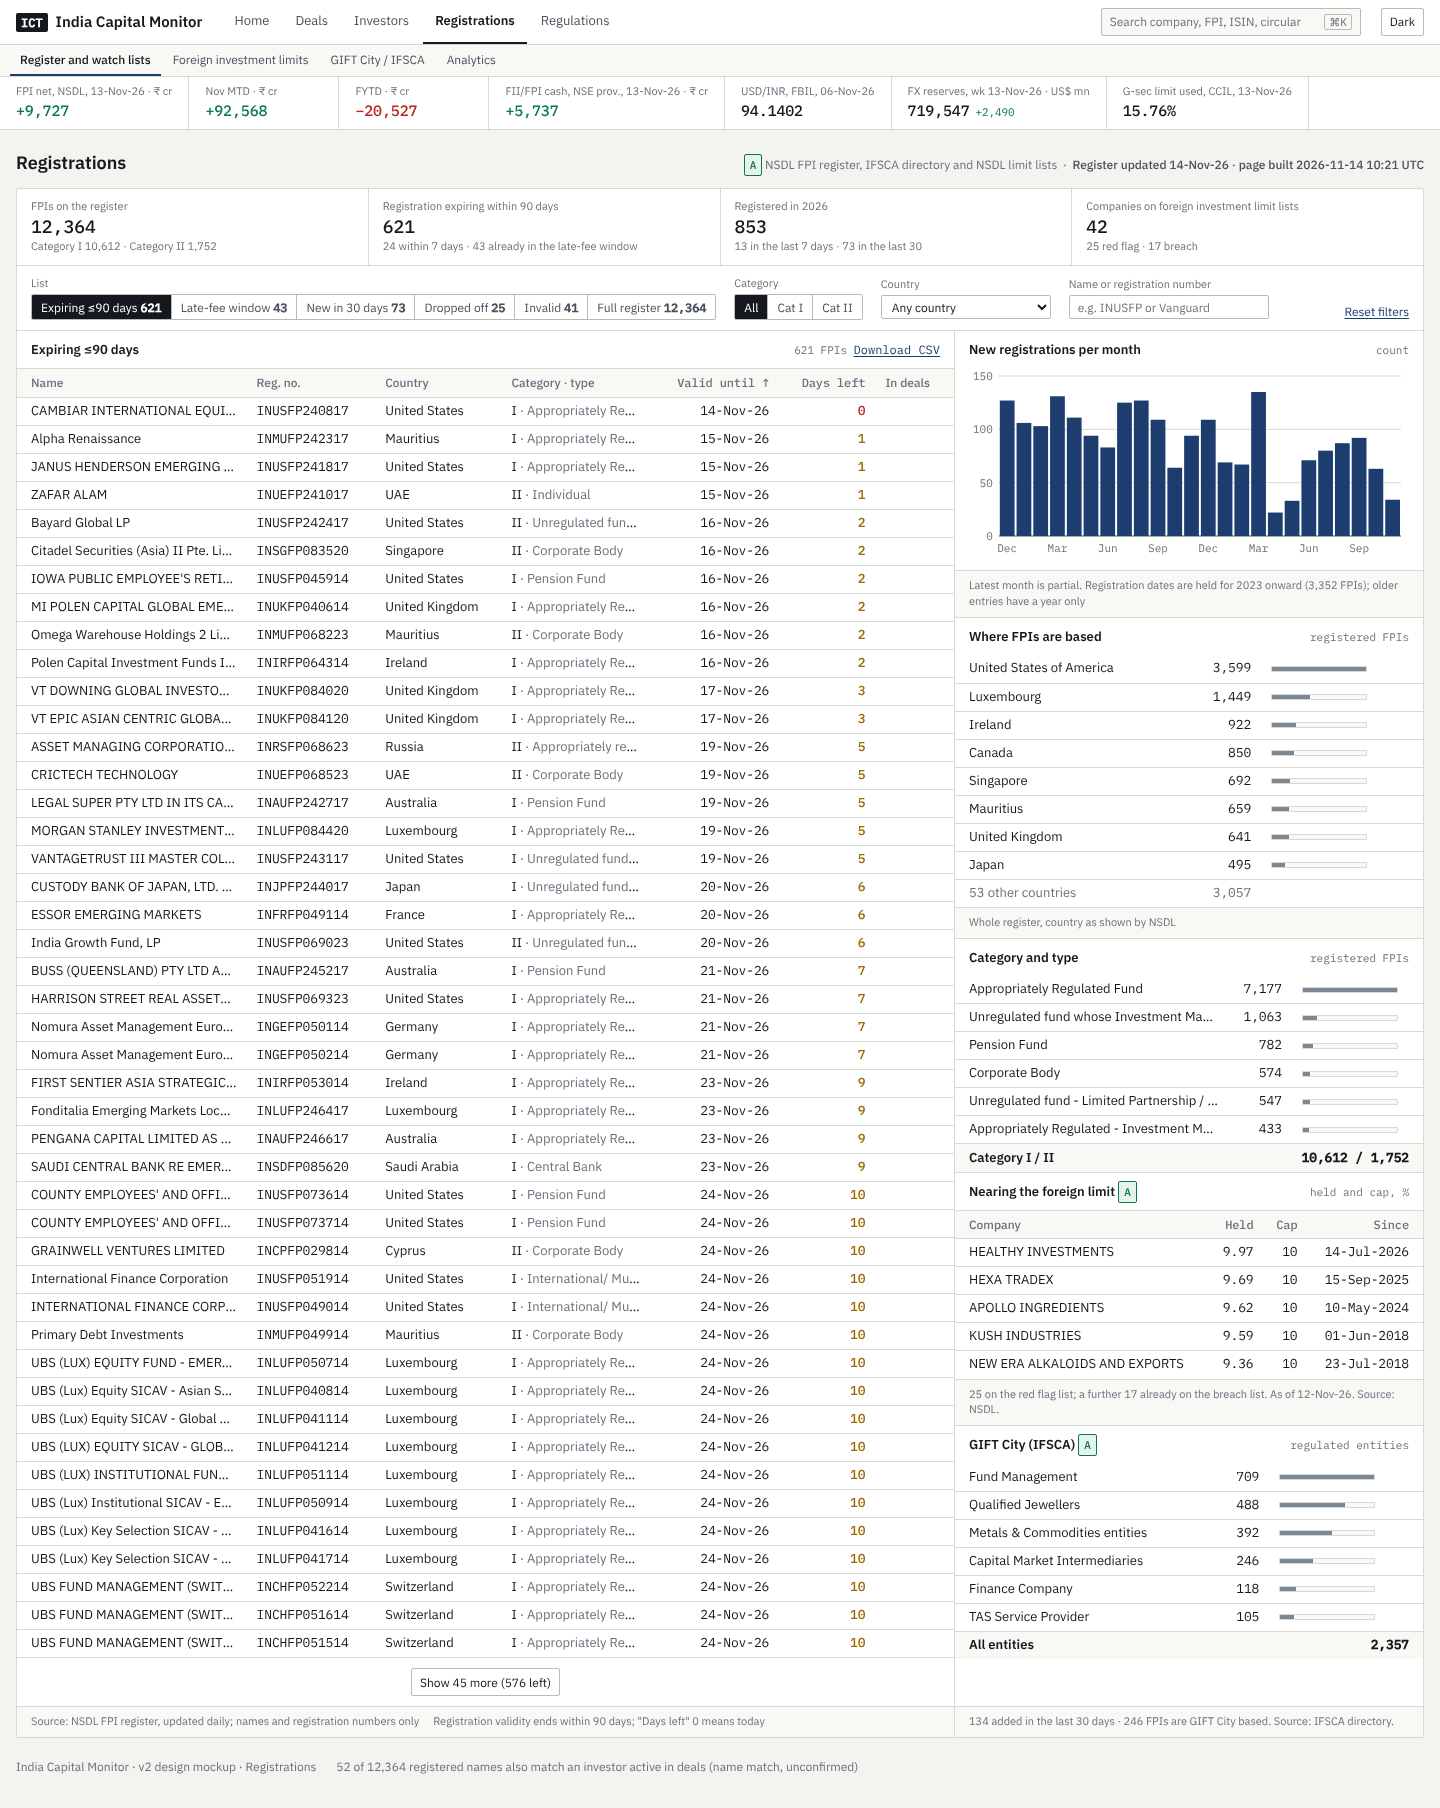 ICT India Capital Monitor Home Deals Investors Registrations Regulations Search company, FPI, ISIN, circular ⌘K Dark
Register and watch lists Foreign investment limits GIFT City / IFSCA Analytics
FPI net, NSDL, 13-Nov-26 · ₹ cr Nov MTD · ₹ cr FYTD · ₹ cr FII/FPI cash, NSE prov., 13-Nov-26 · ₹ cr USD/INR, FBIL, 06-Nov-26 FX reserves, wk 13-Nov-26 · US$ mn G-sec limit used, CCIL, 13-Nov-26
+9,727 +92,568 −20,527 +5,737 94.1402 719,547 +2,490 15.76%
Registrations A NSDL FPI register, IFSCA directory and NSDL limit lists · Register updated 14-Nov-26 · page built 2026-11-14 10:21 UTC
FPIs on the register Registration expiring within 90 days Registered in 2026 Companies on foreign investment limit lists
12,364 621 853 42
Category I 10,612 · Category II 1,752 24 within 7 days · 43 already in the late-fee window 13 in the last 7 days · 73 in the last 30 25 red flag · 17 breach
List Category Country Name or registration number
Expiring ≤90 days 621 Late-fee window 43 New in 30 days 73 Dropped off 25 Invalid 41 Full register 12,364 All Cat I Cat II Any country e.g. INUSFP or Vanguard Reset filters
Expiring ≤90 days 621 FPIs Download CSV
Name Reg. no. Country Category · type Valid until ↑ Days left In deals
CAMBIAR INTERNATIONAL EQUI... INUSFP240817 United States I · Appropriately Re... 14-Nov-26 0
Alpha Renaissance INMUFP242317 Mauritius I · Appropriately Re... 15-Nov-26 1
JANUS HENDERSON EMERGING ... INUSFP241817 United States I · Appropriately Re... 15-Nov-26 1
ZAFAR ALAM INUEFP241017 UAE II · Individual 15-Nov-26 1
Bayard Global LP INUSFP242417 United States II · Unregulated fun... 16-Nov-26 2
Citadel Securities (Asia) II Pte. Li... INSGFP083520 Singapore II · Corporate Body 16-Nov-26 2
IOWA PUBLIC EMPLOYEE'S RETI... INUSFP045914 United States I · Pension Fund 16-Nov-26 2
MI POLEN CAPITAL GLOBAL EME... INUKFP040614 United Kingdom I · Appropriately Re... 16-Nov-26 2
Omega Warehouse Holdings 2 Li... INMUFP068223 Mauritius II · Corporate Body 16-Nov-26 2
Polen Capital Investment Funds I... INIRFP064314 Ireland I · Appropriately Re... 16-Nov-26 2
VT DOWNING GLOBAL INVESTO... INUKFP084020 United Kingdom I · Appropriately Re... 17-Nov-26 3
VT EPIC ASIAN CENTRIC GLOBA... INUKFP084120 United Kingdom I · Appropriately Re... 17-Nov-26 3
ASSET MANAGING CORPORATIO... INRSFP068623 Russia II · Appropriately re... 19-Nov-26 5
CRICTECH TECHNOLOGY INUEFP068523 UAE II · Corporate Body 19-Nov-26 5
LEGAL SUPER PTY LTD IN ITS CA... INAUFP242717 Australia I · Pension Fund 19-Nov-26 5
MORGAN STANLEY INVESTMENT... INLUFP084420 Luxembourg I · Appropriately Re... 19-Nov-26 5
VANTAGETRUST III MASTER COL... INUSFP243117 United States I · Unregulated fund... 19-Nov-26 5
CUSTODY BANK OF JAPAN, LTD. ... INJPFP244017 Japan I · Unregulated fund... 20-Nov-26 6
ESSOR EMERGING MARKETS INFRFP049114 France I · Appropriately Re... 20-Nov-26 6
India Growth Fund, LP INUSFP069023 United States II · Unregulated fun... 20-Nov-26 6
BUSS (QUEENSLAND) PTY LTD A... INAUFP245217 Australia I · Pension Fund 21-Nov-26 7
HARRISON STREET REAL ASSET... INUSFP069323 United States I · Appropriately Re... 21-Nov-26 7
Nomura Asset Management Euro... INGEFP050114 Germany I · Appropriately Re... 21-Nov-26 7
Nomura Asset Management Euro... INGEFP050214 Germany I · Appropriately Re... 21-Nov-26 7
FIRST SENTIER ASIA STRATEGIC... INIRFP053014 Ireland I · Appropriately Re... 23-Nov-26 9
Fonditalia Emerging Markets Loc... INLUFP246417 Luxembourg I · Appropriately Re... 23-Nov-26 9
PENGANA CAPITAL LIMITED AS ... INAUFP246617 Australia I · Appropriately Re... 23-Nov-26 9
SAUDI CENTRAL BANK RE EMER... INSDFP085620 Saudi Arabia I · Central Bank 23-Nov-26 9
COUNTY EMPLOYEES' AND OFFI... INUSFP073614 United States I · Pension Fund 24-Nov-26 10
COUNTY EMPLOYEES' AND OFFI... INUSFP073714 United States I · Pension Fund 24-Nov-26 10
GRAINWELL VENTURES LIMITED INCPFP029814 Cyprus II · Corporate Body 24-Nov-26 10
International Finance Corporation INUSFP051914 United States I · International/ Mu... 24-Nov-26 10
INTERNATIONAL FINANCE CORP... INUSFP049014 United States I · International/ Mu... 24-Nov-26 10
Primary Debt Investments INMUFP049914 Mauritius II · Corporate Body 24-Nov-26 10
UBS (LUX) EQUITY FUND - EMER... INLUFP050714 Luxembourg I · Appropriately Re... 24-Nov-26 10
UBS (Lux) Equity SICAV - Asian S... INLUFP040814 Luxembourg I · Appropriately Re... 24-Nov-26 10
UBS (Lux) Equity SICAV - Global ... INLUFP041114 Luxembourg I · Appropriately Re... 24-Nov-26 10
UBS (LUX) EQUITY SICAV - GLOB... INLUFP041214 Luxembourg I · Appropriately Re... 24-Nov-26 10
UBS (LUX) INSTITUTIONAL FUN... INLUFP051114 Luxembourg I · Appropriately Re... 24-Nov-26 10
UBS (Lux) Institutional SICAV - E... INLUFP050914 Luxembourg I · Appropriately Re... 24-Nov-26 10
UBS (Lux) Key Selection SICAV - ... INLUFP041614 Luxembourg I · Appropriately Re... 24-Nov-26 10
UBS (Lux) Key Selection SICAV - ... INLUFP041714 Luxembourg I · Appropriately Re... 24-Nov-26 10
UBS FUND MANAGEMENT (SWIT... INCHFP052214 Switzerland I · Appropriately Re... 24-Nov-26 10
UBS FUND MANAGEMENT (SWIT... INCHFP051614 Switzerland I · Appropriately Re... 24-Nov-26 10
UBS FUND MANAGEMENT (SWIT... INCHFP051514 Switzerland I · Appropriately Re... 24-Nov-26 10
Show 45 more (576 left)
Source: NSDL FPI register, updated daily; names and registration numbers only Registration validity ends within 90 days; "Days left" 0 means today
New registrations per month count
150
100
50
0
Dec Mar Jun Sep Dec Mar Jun Sep
Latest month is partial. Registration dates are held for 2023 onward (3,352 FPIs); older
entries have a year only
Where FPIs are based registered FPIs
United States of America 3,599
Luxembourg 1,449
Ireland 922
Canada 850
Singapore 692
Mauritius 659
United Kingdom 641
Japan 495
53 other countries 3,057
Whole register, country as shown by NSDL
Category and type registered FPIs
Appropriately Regulated Fund 7,177
Unregulated fund whose Investment Ma... 1,063
Pension Fund 782
Corporate Body 574
Unregulated fund - Limited Partnership / ... 547
Appropriately Regulated - Investment M... 433
Category I / II 10,612 / 1,752
Nearing the foreign limit A held and cap, %
Company Held Cap Since
HEALTHY INVESTMENTS 9.97 10 14-Jul-2026
HEXA TRADEX 9.69 10 15-Sep-2025
APOLLO INGREDIENTS 9.62 10 10-May-2024
KUSH INDUSTRIES 9.59 10 01-Jun-2018
NEW ERA ALKALOIDS AND EXPORTS 9.36 10 23-Jul-2018
25 on the red flag list; a further 17 already on the breach list. As of 12-Nov-26. Source:
NSDL.
GIFT City (IFSCA) A regulated entities
Fund Management 709
Qualified Jewellers 488
Metals & Commodities entities 392
Capital Market Intermediaries 246
Finance Company 118
TAS Service Provider 105
All entities 2,357
134 added in the last 30 days · 246 FPIs are GIFT City based. Source: IFSCA directory.
India Capital Monitor · v2 design mockup · Registrations 52 of 12,364 registered names also match an investor active in deals (name match, unconfirmed)